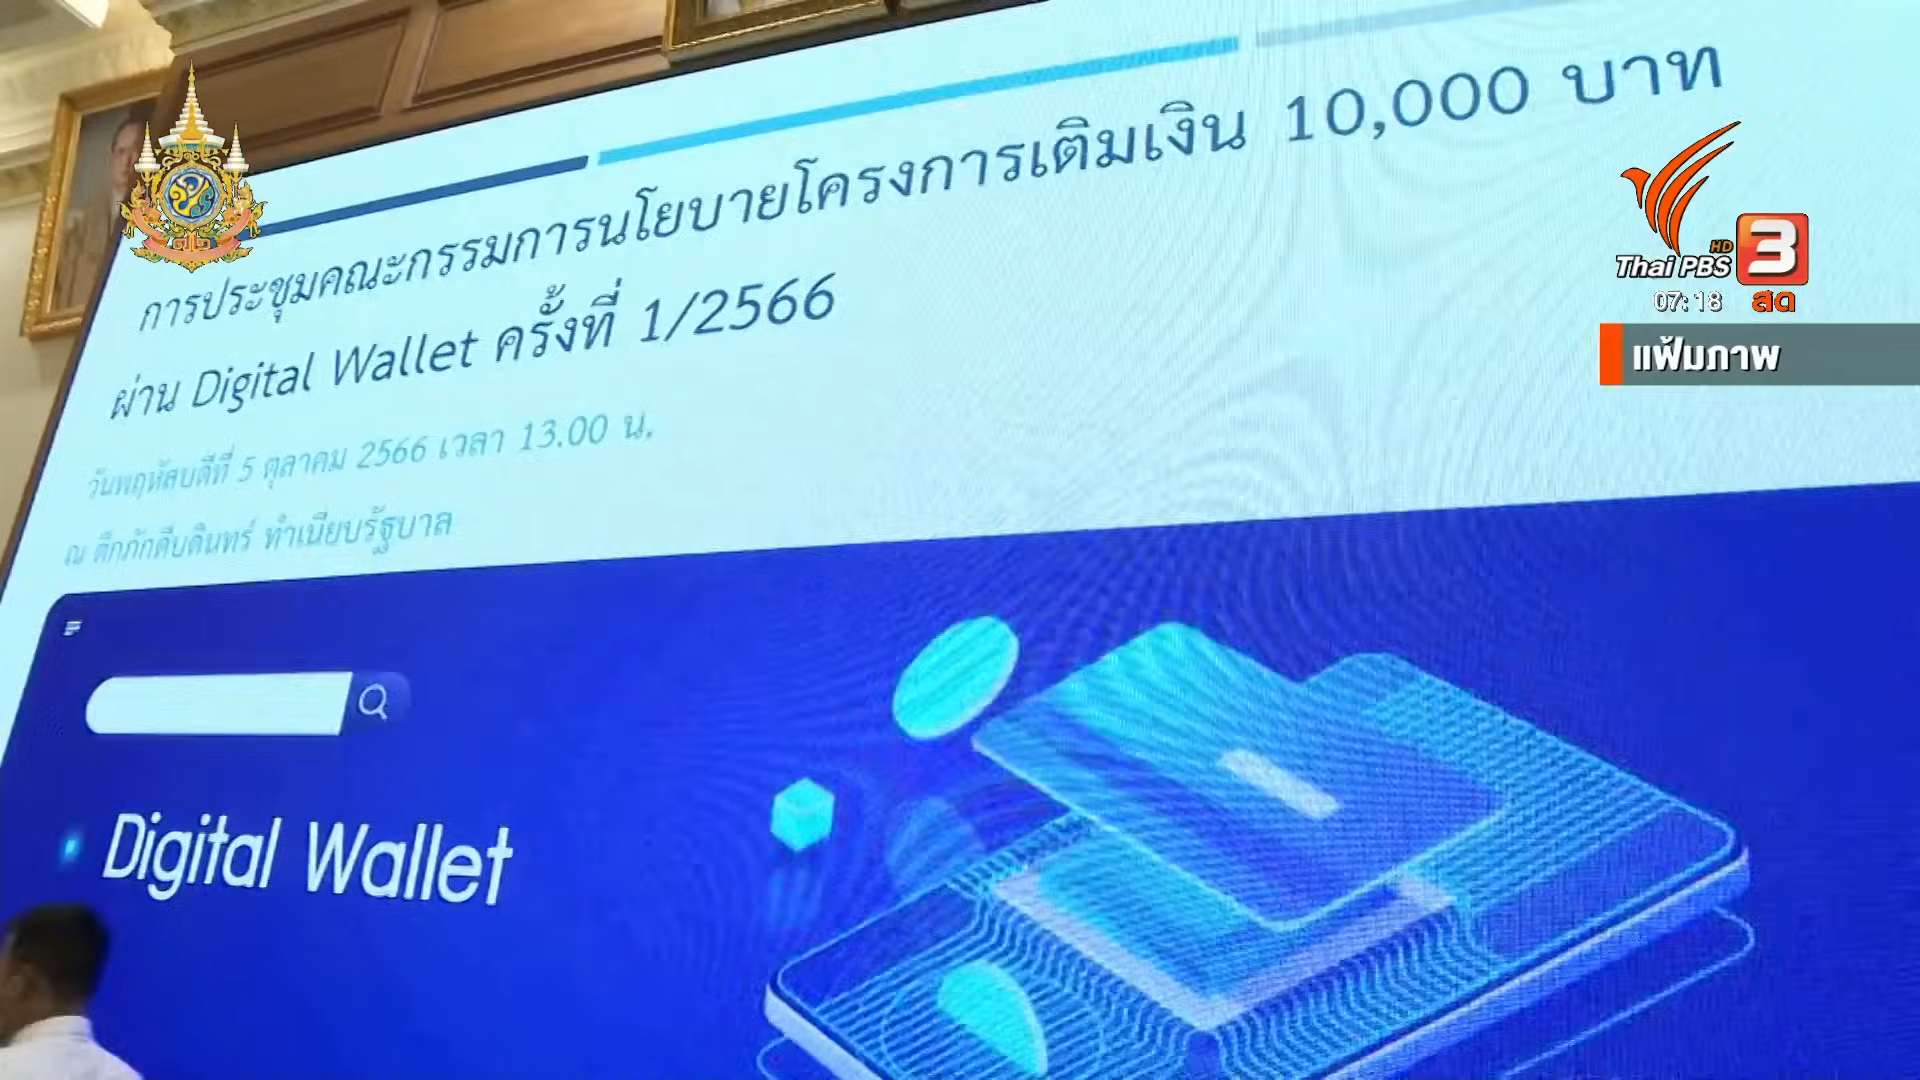 การประชุมคณะกรรมการนโยบายโครงการเติมเงิน 10,000 บาท
ผ่าน Digital Wallet ครั้งที่ 1/2566
วันพฤหัสบดีที่ 5 ตุลาคม 2566 เวลา 13.00 น.
ณ ตึกภักดีบดินทร์ ทำเนียบรัฐบาล
Digital Wallet
HD
Thai PBS 3
07:18 สด
แฟ้มภาพ
๗๒